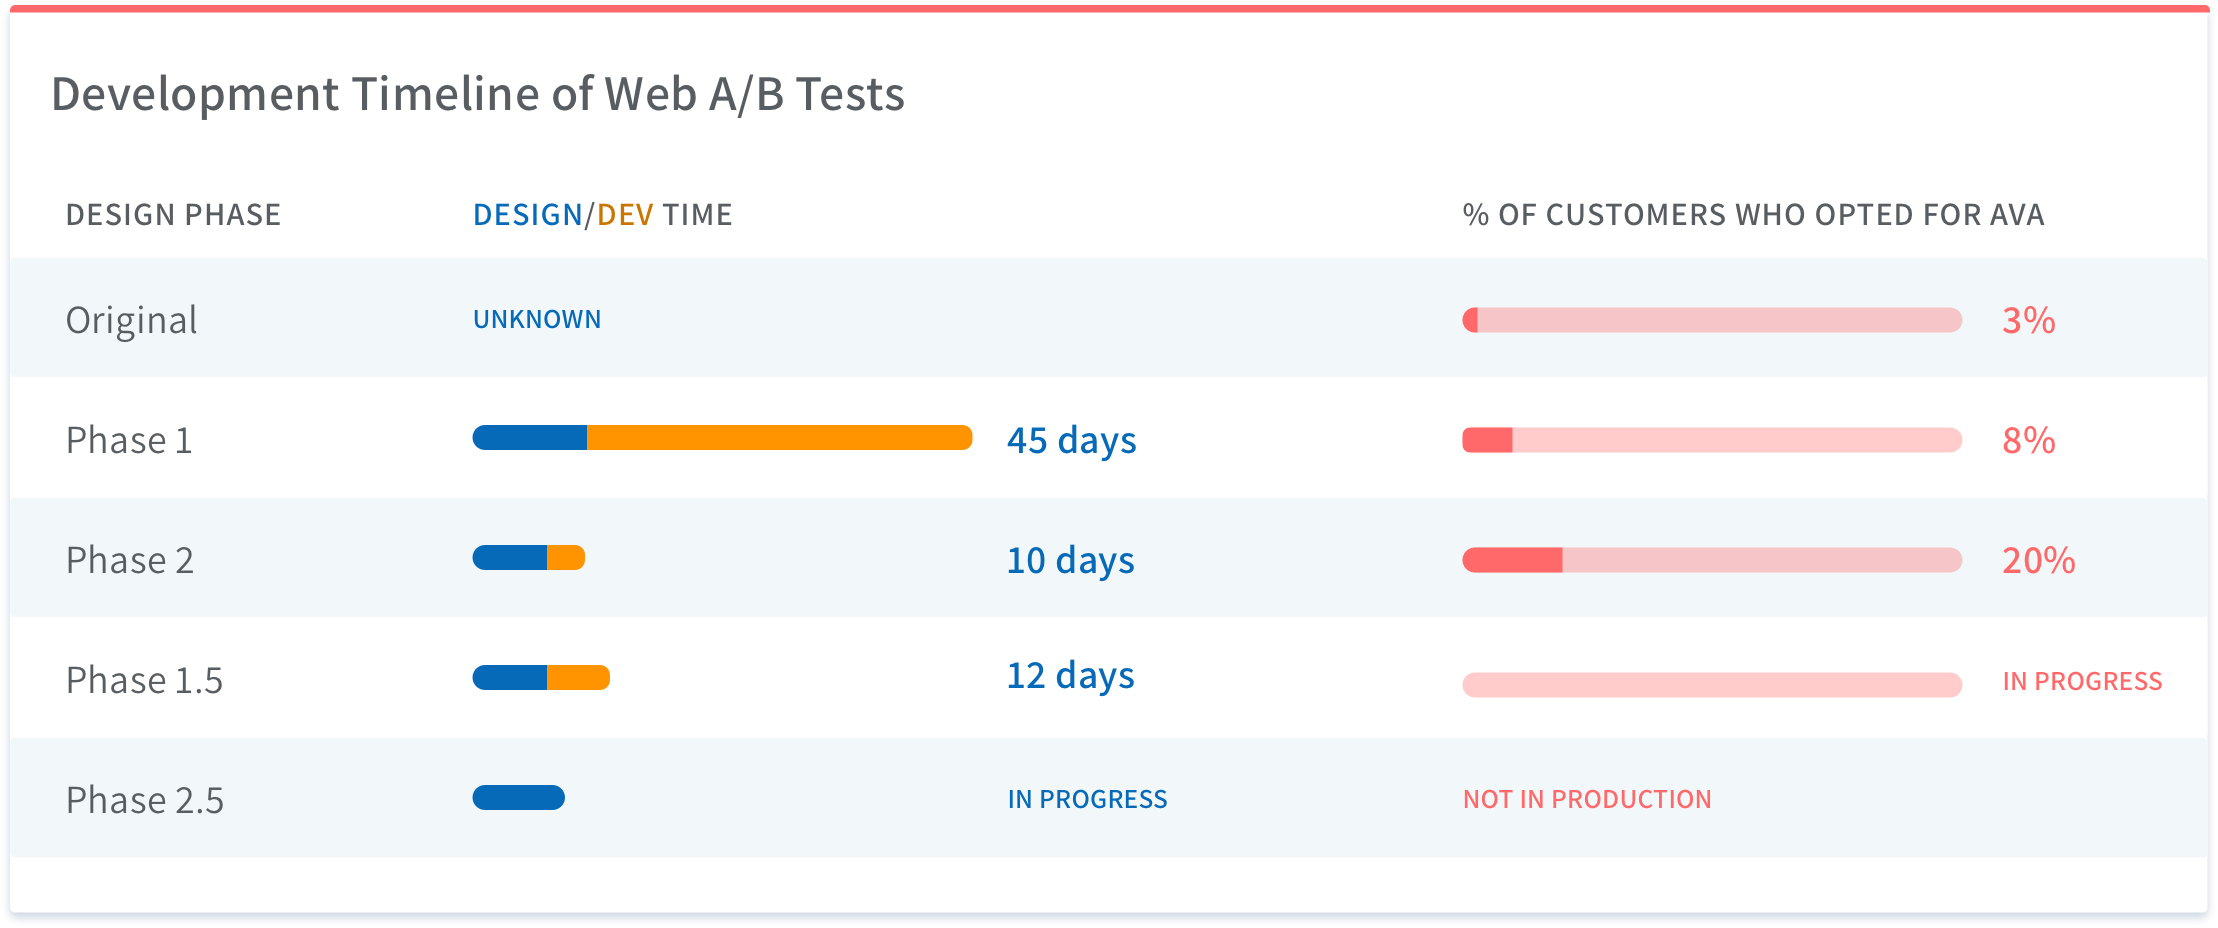 Development Timeline of Web A/B Tests
DESIGN PHASE DESIGN/DEV TIME % OF CUSTOMERS WHO OPTED FOR AVA
Original UNKNOWN 3%
Phase 1 45 days 8%
Phase 2 10 days 20%
Phase 1.5 12 days IN PROGRESS
Phase 2.5 IN PROGRESS NOT IN PRODUCTION